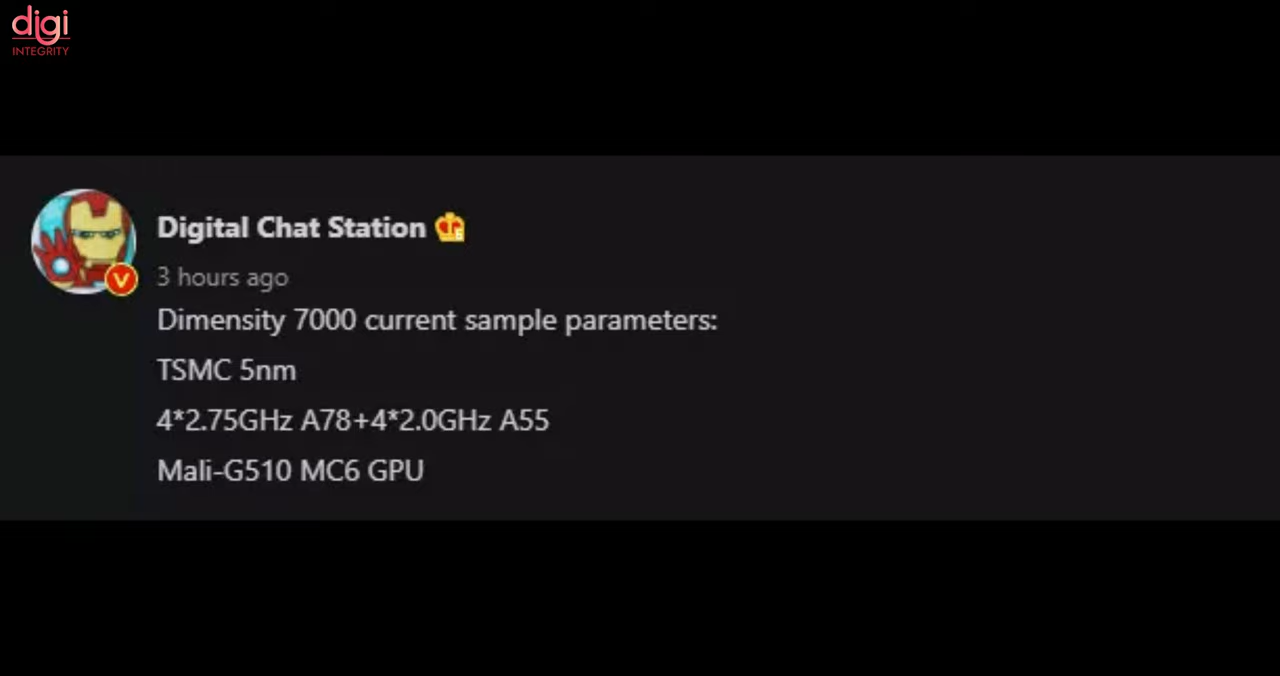 digi
INTEGRITY
Digital Chat Station
3 hours ago
Dimensity 7000 current sample parameters:
TSMC 5nm
4*2.75GHz A78+4*2.0GHz A55
Mali-G510 MC6 GPU